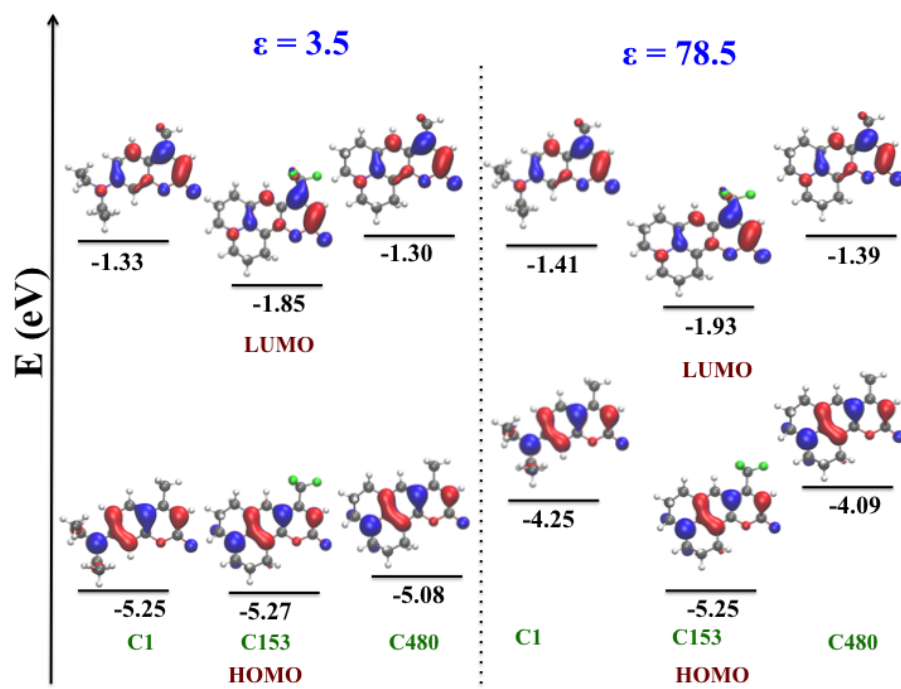 ε = 3.5
ε = 78.5
E (eV)
-1.33
-1.85
-1.30
LUMO
-1.41
-1.93
-1.39
LUMO
-5.25
-5.27
-5.08
C1
C153
C480
HOMO
-4.25
-5.25
-4.09
C1
C153
C480
HOMO